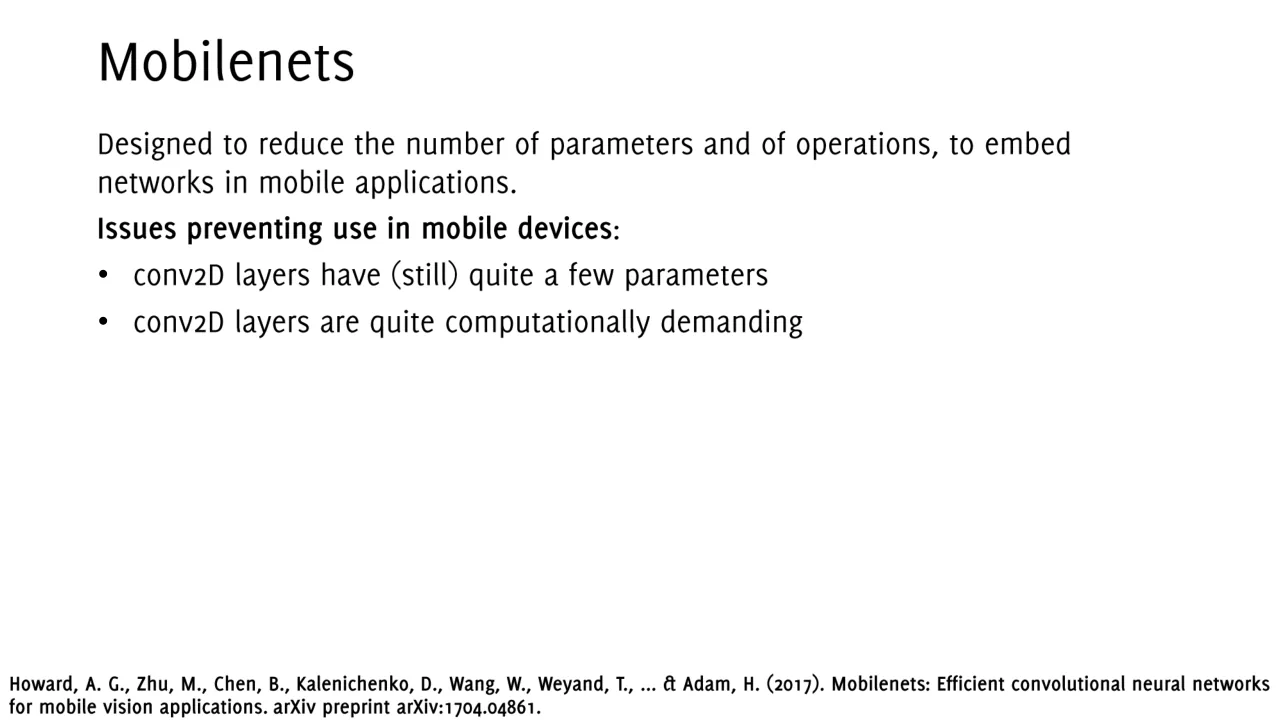 Mobilenets
Designed to reduce the number of parameters and of operations, to embed
networks in mobile applications.
Issues preventing use in mobile devices:
• conv2D layers have (still) quite a few parameters
• conv2D layers are quite computationally demanding
Howard, A. G., Zhu, M., Chen, B., Kalenichenko, D., Wang, W., Weyand, T., ... & Adam, H. (2017). Mobilenets: Efficient convolutional neural networks
for mobile vision applications. arXiv preprint arXiv:1704.04861.